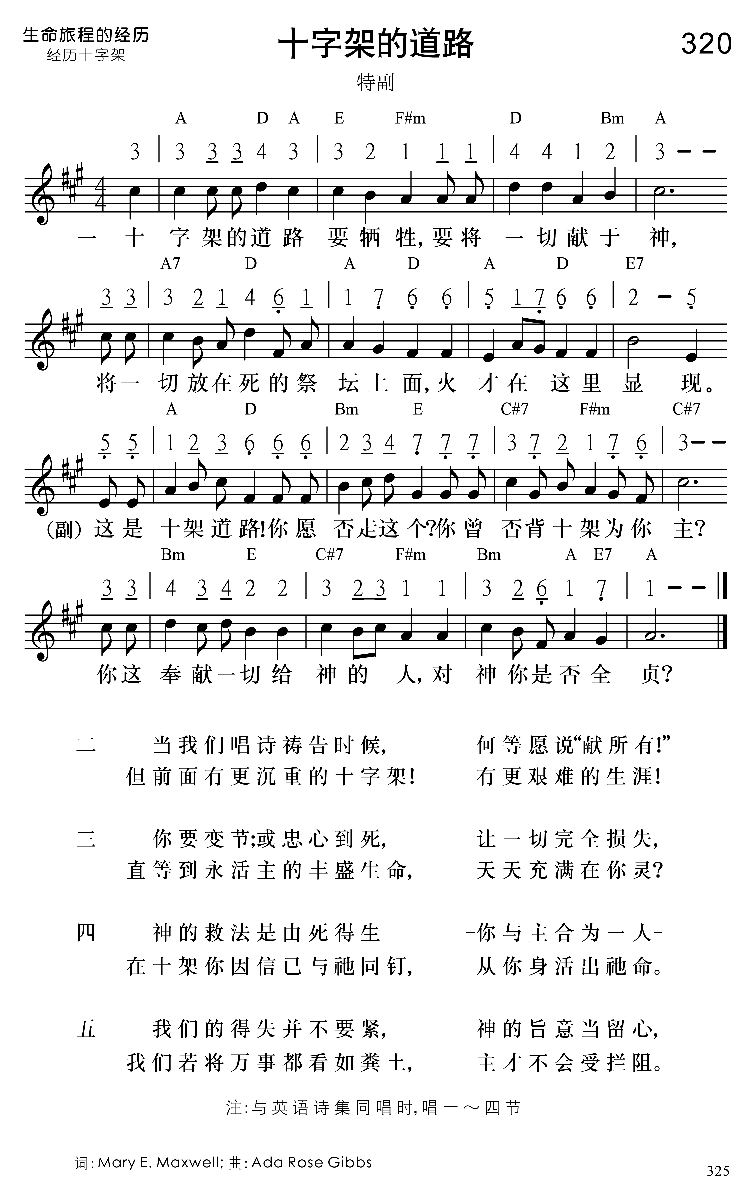 生命旅程的经历
经历十字架
十字架的道路
320
特副
A D A E F#m D Bm A
3 | 3 3 3 4 3 | 3 2 1 1 1 | 4 4 1 2 | 3 - -
4 4
一 十 字 架的道 路 要 牺 牲,要 将 一 切 献 于 神,
A7 D A D A D E7
3 3 | 3 2 1 4 6 1 | 1 7 6 6 | 5 1 7 6 6 | 2 - 5
将 一 切 放 在 死 的 祭 坛 上 面,火 才 在 这 里 显 现。
A D Bm E C#7 F#m C#7
5 5 | 1 2 3 6 6 6 | 2 3 4 7 7 7 | 3 7 2 1 7 6 | 3 - -
(副) 这 是 十 架 道 路!你 愿 否 走 这 个?你 曾 否 背 十 架 为 你 主?
Bm E C#7 F#m Bm A E7 A
3 3 | 4 3 4 2 2 | 3 2 3 1 1 | 3 2 6 1 7 | 1 - - ||
你 这 奉 献 一 切 给 神 的 人,对 神 你 是 否 全 贞?
二 当我们唱诗祷告时候, 何等愿说“献所有!”
但前面有更沉重的十字架! 有更艰难的生涯!
三 你要变节;或忠心到死, 让一切完全损失,
直等到永活主的丰盛生命, 天天充满在你灵?
四 神的救法是由死得生 -你与主合为一人-
在十架你因信已与祂同钉, 从你身活出祂命。
五 我们的得失并不要紧, 神的旨意当留心,
我们若将万事都看如粪土, 主才不会受拦阻。
注:与英语诗集同唱时,唱一～四节
词: Mary E. Maxwell; 曲: Ada Rose Gibbs
325